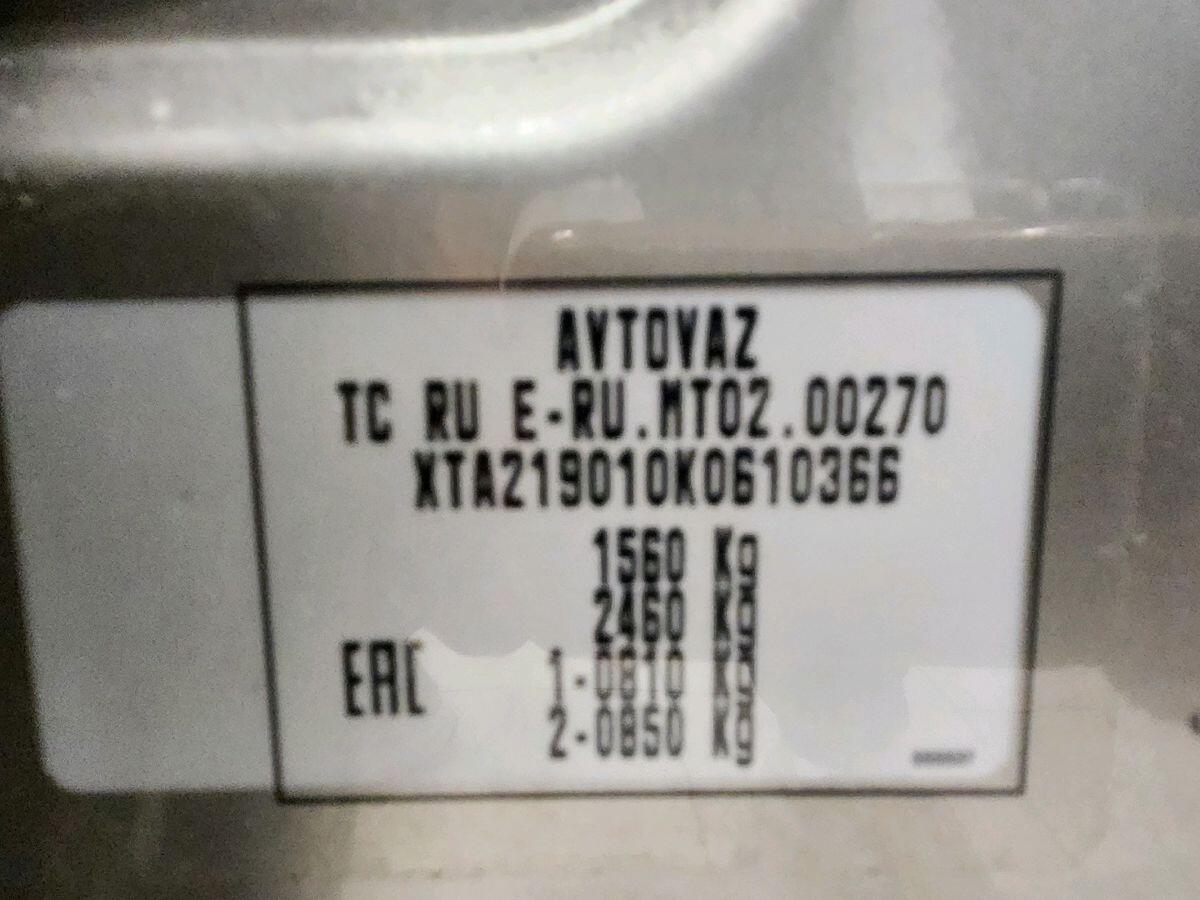 AVTOVAZ
TC RU E-RU.MT02.00270
XTA219010K0610366
1560 Kg
2460 Kg
EAC
1-0810 Kg
2-0850 Kg